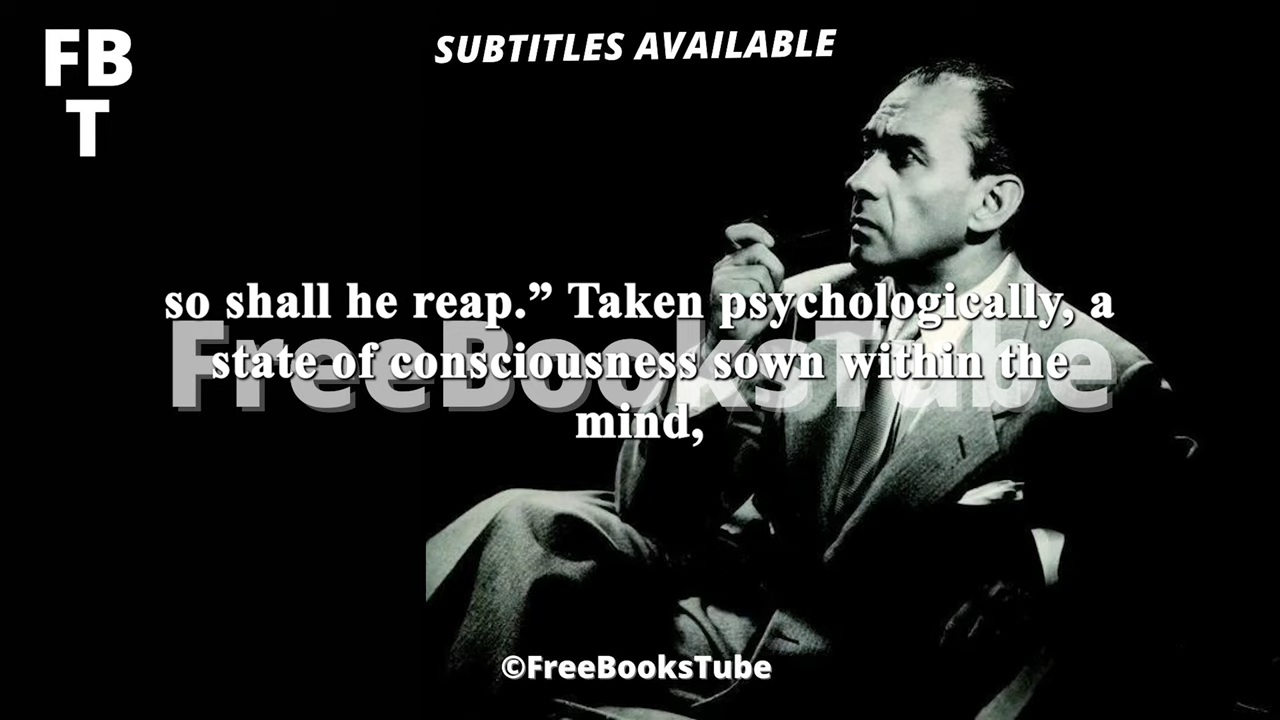 FB
T
SUBTITLES AVAILABLE
so shall he reap.” Taken psychologically, a
state of consciousness sown within the
mind,
FreeBooksTube
©FreeBooksTube